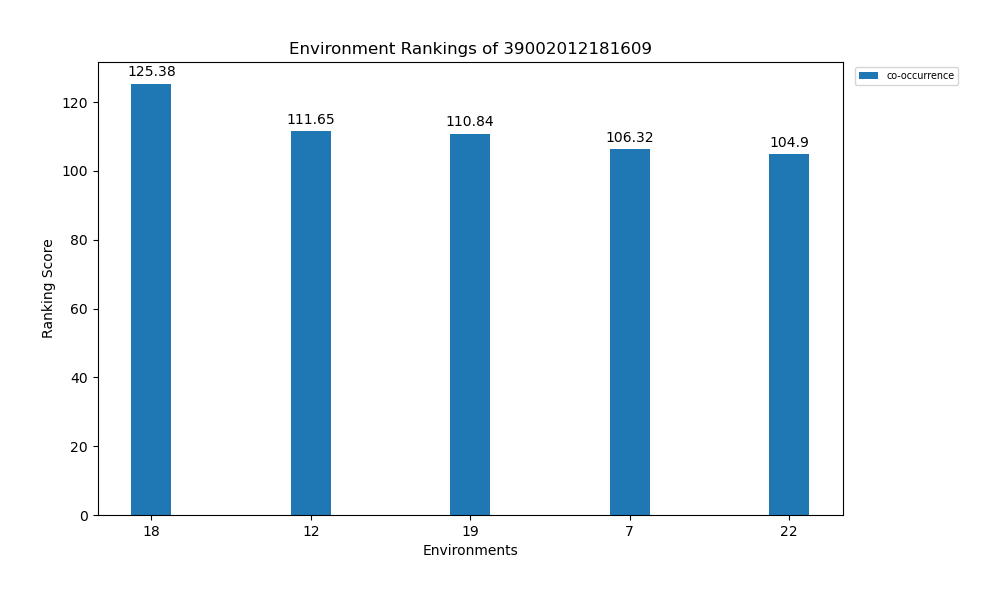 Environment Rankings of 39002012181609
co-occurrence
125.38
111.65
110.84
106.32
104.9
Ranking Score
120
100
80
60
40
20
0
18 12 19 7 22
Environments